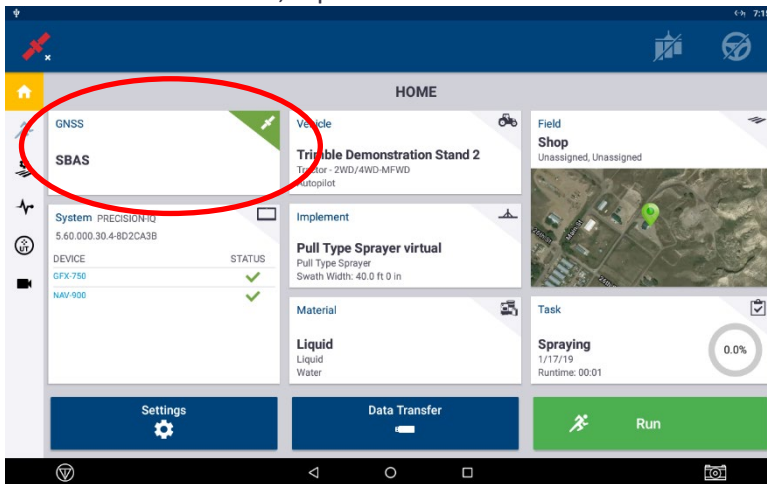 7:15
HOME
GNSS
SBAS
Vehicle
Trimble Demonstration Stand 2
Tractor - 2WD/4WD-MFWD
Autopilot
Field
Shop
Unassigned, Unassigned
System PRECISION-IQ
5.60.000.30.4-8D2CA3B
DEVICE STATUS
GFX-750
NAV-900
Implement
Pull Type Sprayer virtual
Pull Type Sprayer
Swath Width: 40.0 ft 0 in
Material
Liquid
Liquid
Water
Task
Spraying
1/17/19
Runtime: 00:01
0.0%
Settings
Data Transfer
Run